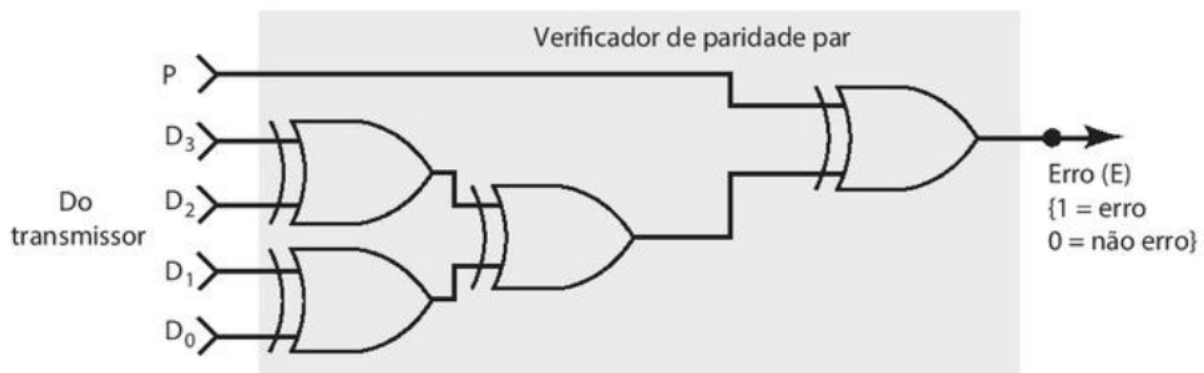 Verificador de paridade par
P
D₃
D₂
Do
transmissor
D₁
D₀
Erro (E)
{1 = erro
0 = não erro}